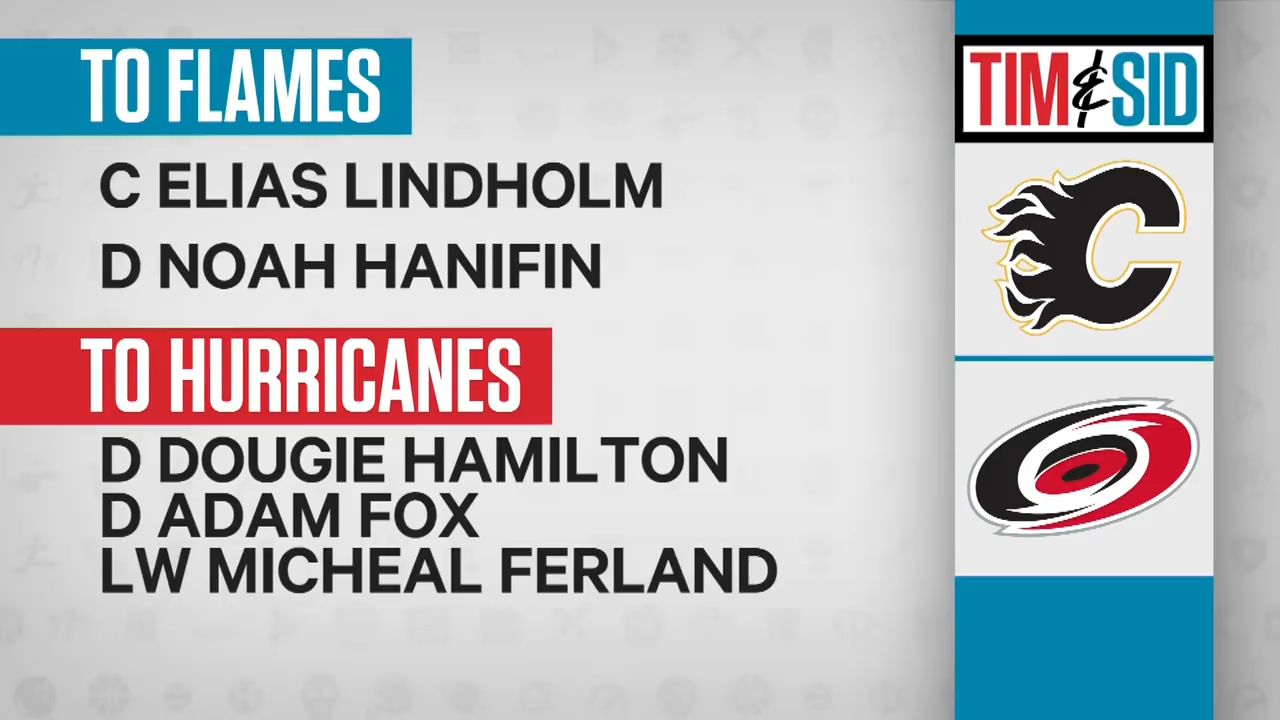 TO FLAMES
C ELIAS LINDHOLM
D NOAH HANIFIN
TO HURRICANES
D DOUGIE HAMILTON
D ADAM FOX
LW MICHEAL FERLAND
TIM & SID
C